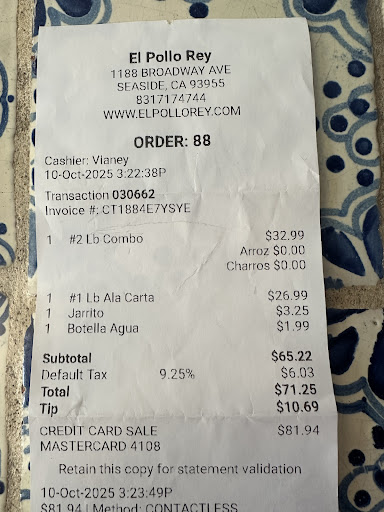 El Pollo Rey
1188 BROADWAY AVE
SEASIDE, CA 93955
8317174744
WWW.ELPOLLOREY.COM
ORDER: 88
Cashier: Vianey
10-Oct-2025 3:22:38P
Transaction 030662
Invoice #: CT1884E7YSYE
1 #2 Lb Combo $32.99
Arroz $0.00
Charros $0.00
1 #1 Lb Ala Carta $26.99
1 Jarrito $3.25
1 Botella Agua $1.99
Subtotal $65.22
Default Tax 9.25% $6.03
Total $71.25
Tip $10.69
CREDIT CARD SALE $81.94
MASTERCARD 4108
Retain this copy for statement validation
10-Oct-2025 3:23:49P
$81.94 | Method: CONTACTLESS